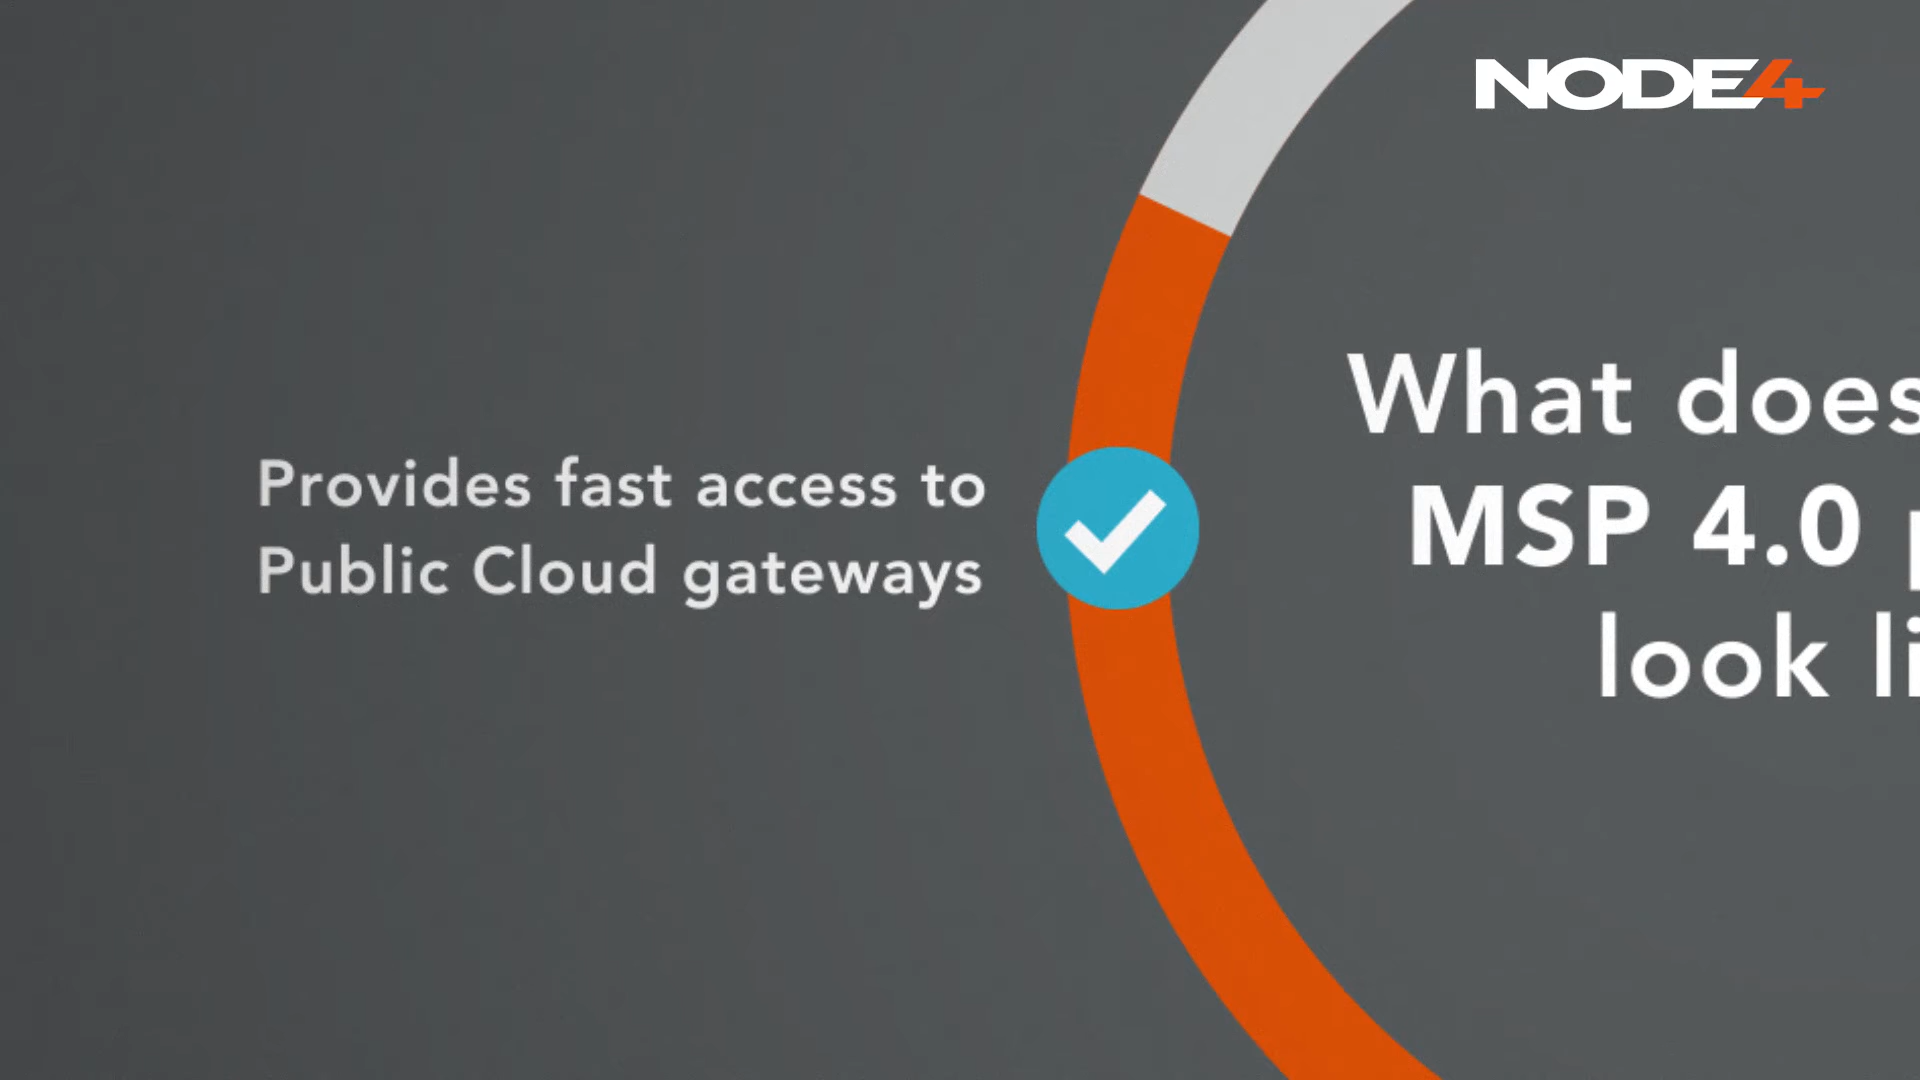 NODE4
Provides fast access to
Public Cloud gateways
What does
MSP 4.0
look